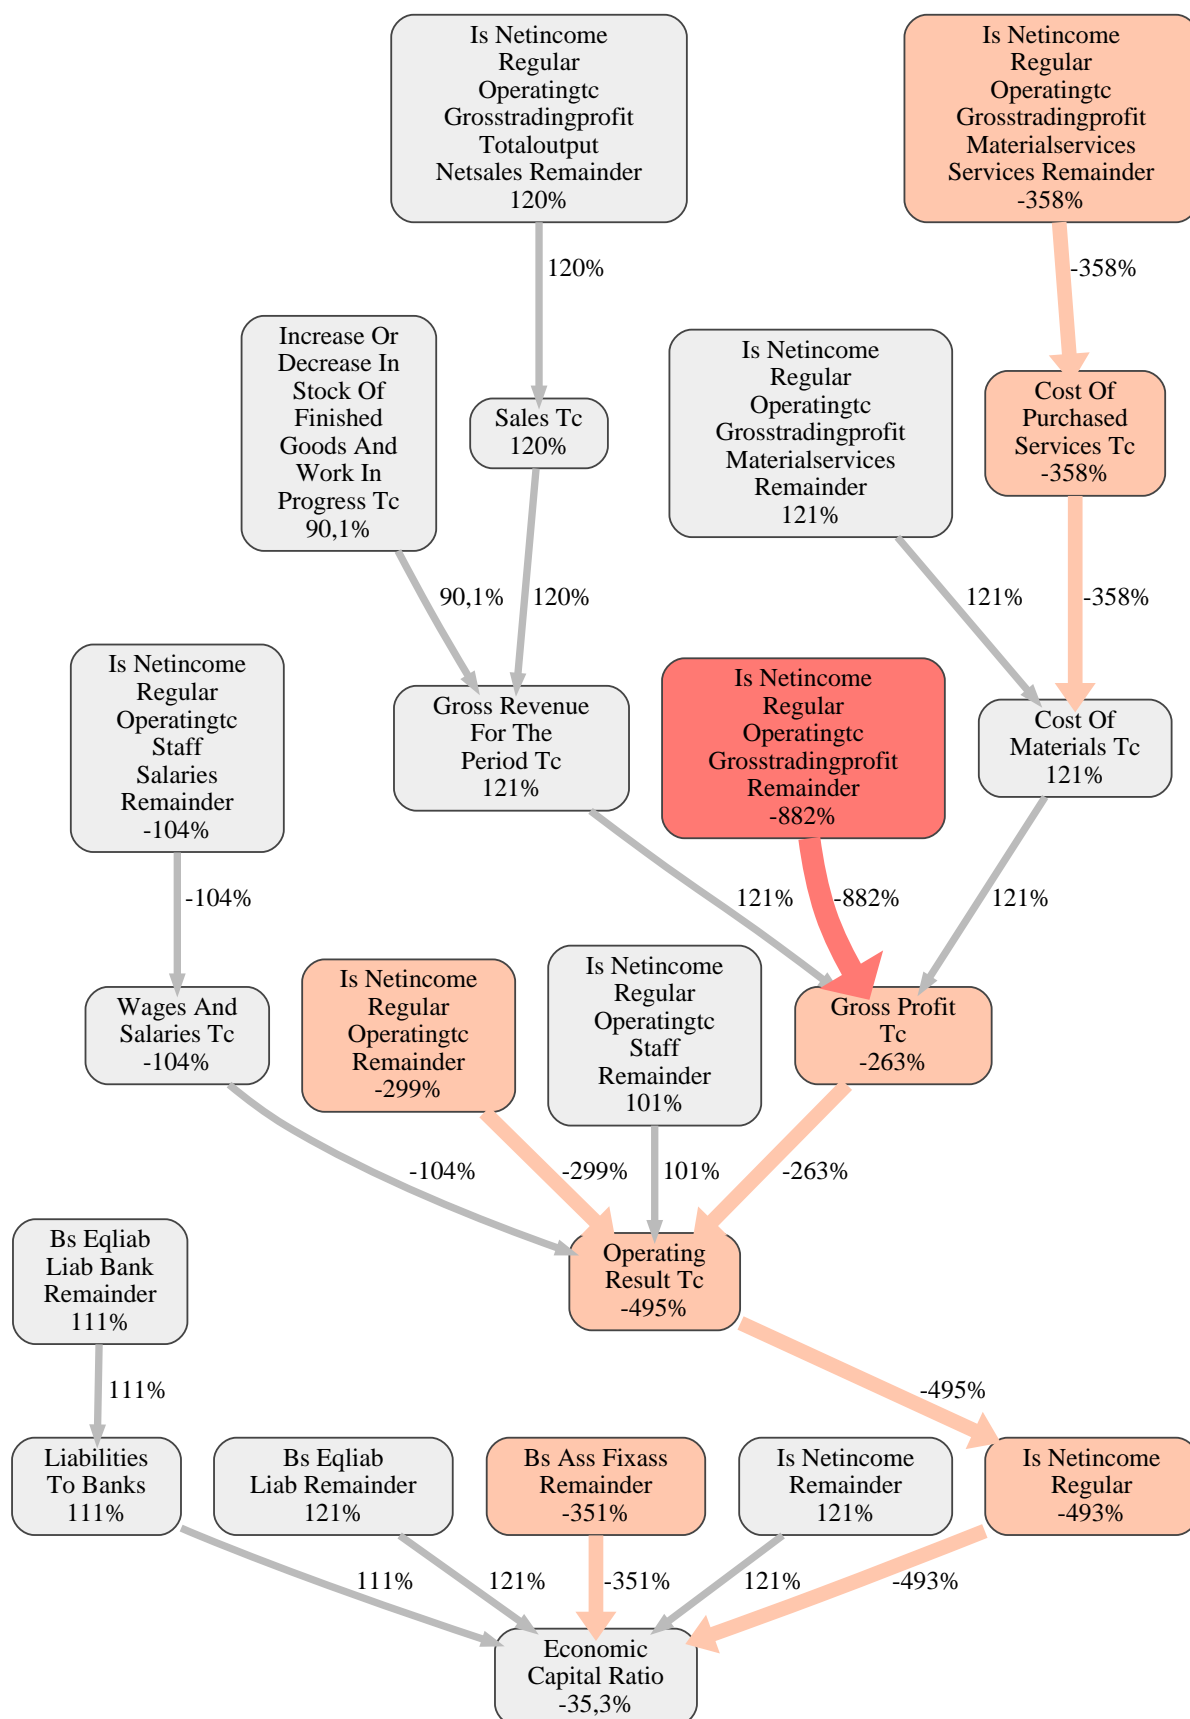 Is Netincome
Regular
Operatingtc
Grosstradingprofit
Totaloutput
Netsales Remainder
120%
Is Netincome
Regular
Operatingtc
Grosstradingprofit
Materialservices
Services Remainder
-358%
120%
-358%
Increase Or
Decrease In
Stock Of
Finished
Goods And
Work In
Progress Tc
90,1%
Sales Tc
120%
Is Netincome
Regular
Operatingtc
Grosstradingprofit
Materialservices
Remainder
121%
Cost Of
Purchased
Services Tc
-358%
90,1%
120%
121%
-358%
Is Netincome
Regular
Operatingtc
Staff
Salaries
Remainder
-104%
Gross Revenue
For The
Period Tc
121%
Is Netincome
Regular
Operatingtc
Grosstradingprofit
Remainder
-882%
Cost Of
Materials Tc
121%
-104%
121%
-882%
121%
Wages And
Salaries Tc
-104%
Is Netincome
Regular
Operatingtc
Remainder
-299%
Is Netincome
Regular
Operatingtc
Staff
Remainder
101%
Gross Profit
Tc
-263%
-104%
-299%
101%
-263%
Bs Eqliab
Liab Bank
Remainder
111%
Operating
Result Tc
-495%
111%
-495%
Liabilities
To Banks
111%
Bs Eqliab
Liab Remainder
121%
Bs Ass Fixass
Remainder
-351%
Is Netincome
Remainder
121%
Is Netincome
Regular
-493%
111%
121%
-351%
121%
-493%
Economic
Capital Ratio
-35,3%